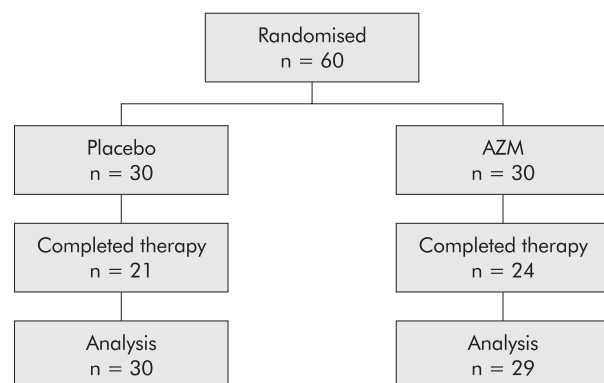 Randomised
n = 60
Placebo
n = 30
AZM
n = 30
Completed therapy
n = 21
Completed therapy
n = 24
Analysis
n = 30
Analysis
n = 29